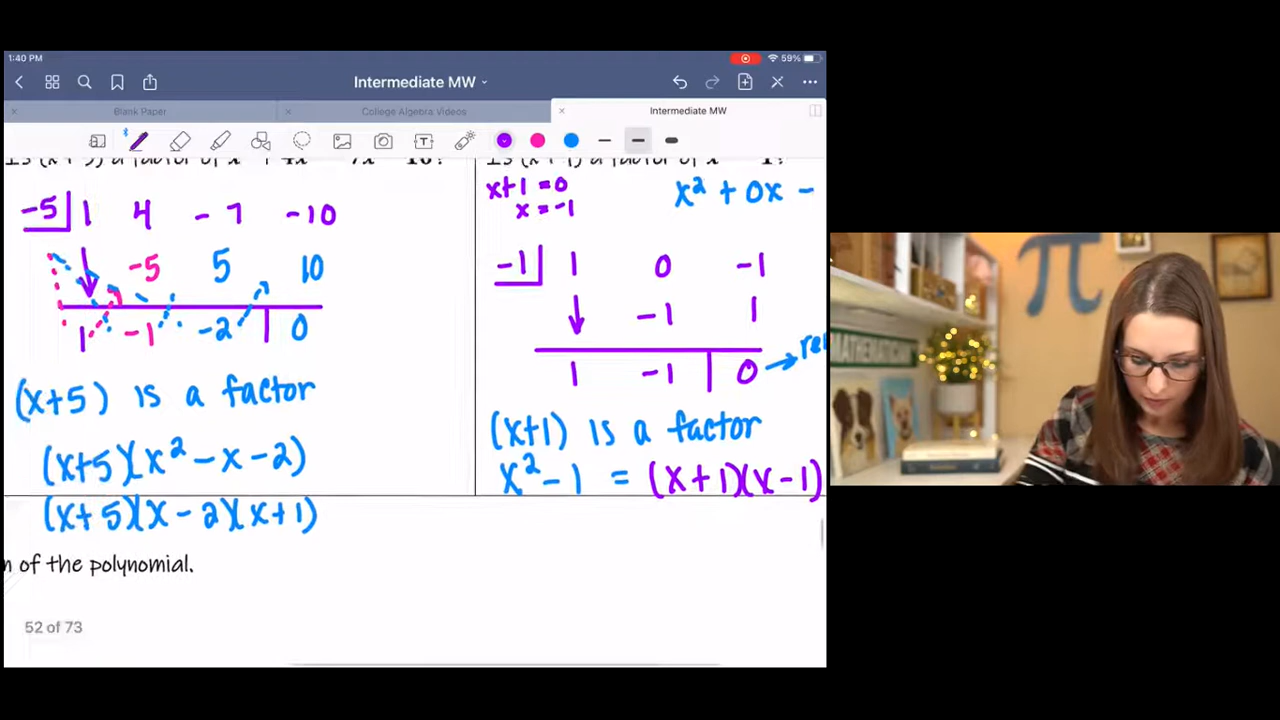 1:40 PM
59%
Intermediate MW
Blank Paper
College Algebra Videos
Intermediate MW
-5 1 4 -7 -10
-5 5 10
1 -1 -2 0
(x+5) is a factor
(x+5)(x² - x - 2)
(x+5)(x-2)(x+1)
n of the polynomial.
52 of 73
x+1 = 0
x = -1
x² + 0x -
-1 1 0 -1
-1 1
1 -1 0
(x+1) is a factor
x² - 1 = (x+1)(x-1)
MATHEMATICIAN
π